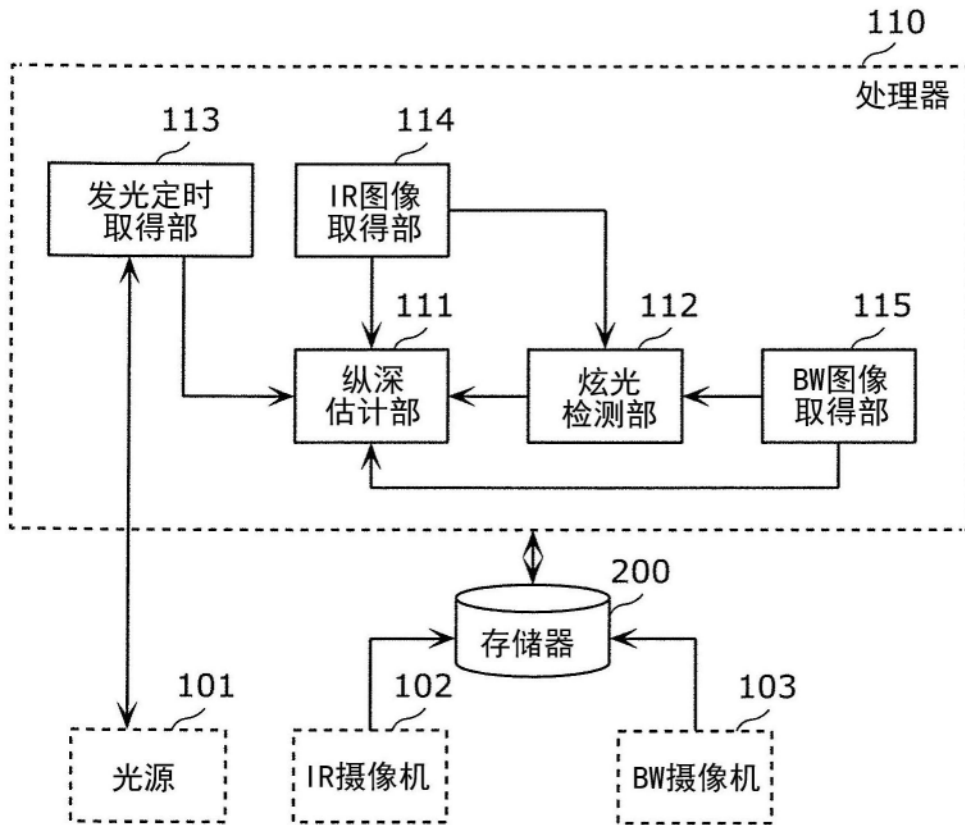 110
处理器
113
114
发光定时
取得部
IR图像
取得部
111
112
115
纵深
估计部
炫光
检测部
BW图像
取得部
200
存储器
101
102
103
光源
IR摄像机
BW摄像机